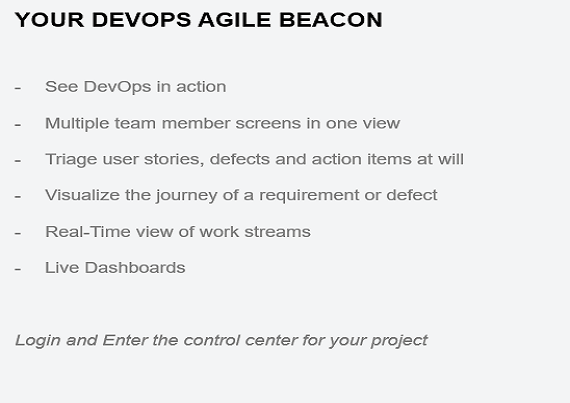 YOUR DEVOPS AGILE BEACON
- See DevOps in action
- Multiple team member screens in one view
- Triage user stories, defects and action items at will
- Visualize the journey of a requirement or defect
- Real-Time view of work streams
- Live Dashboards
Login and Enter the control center for your project